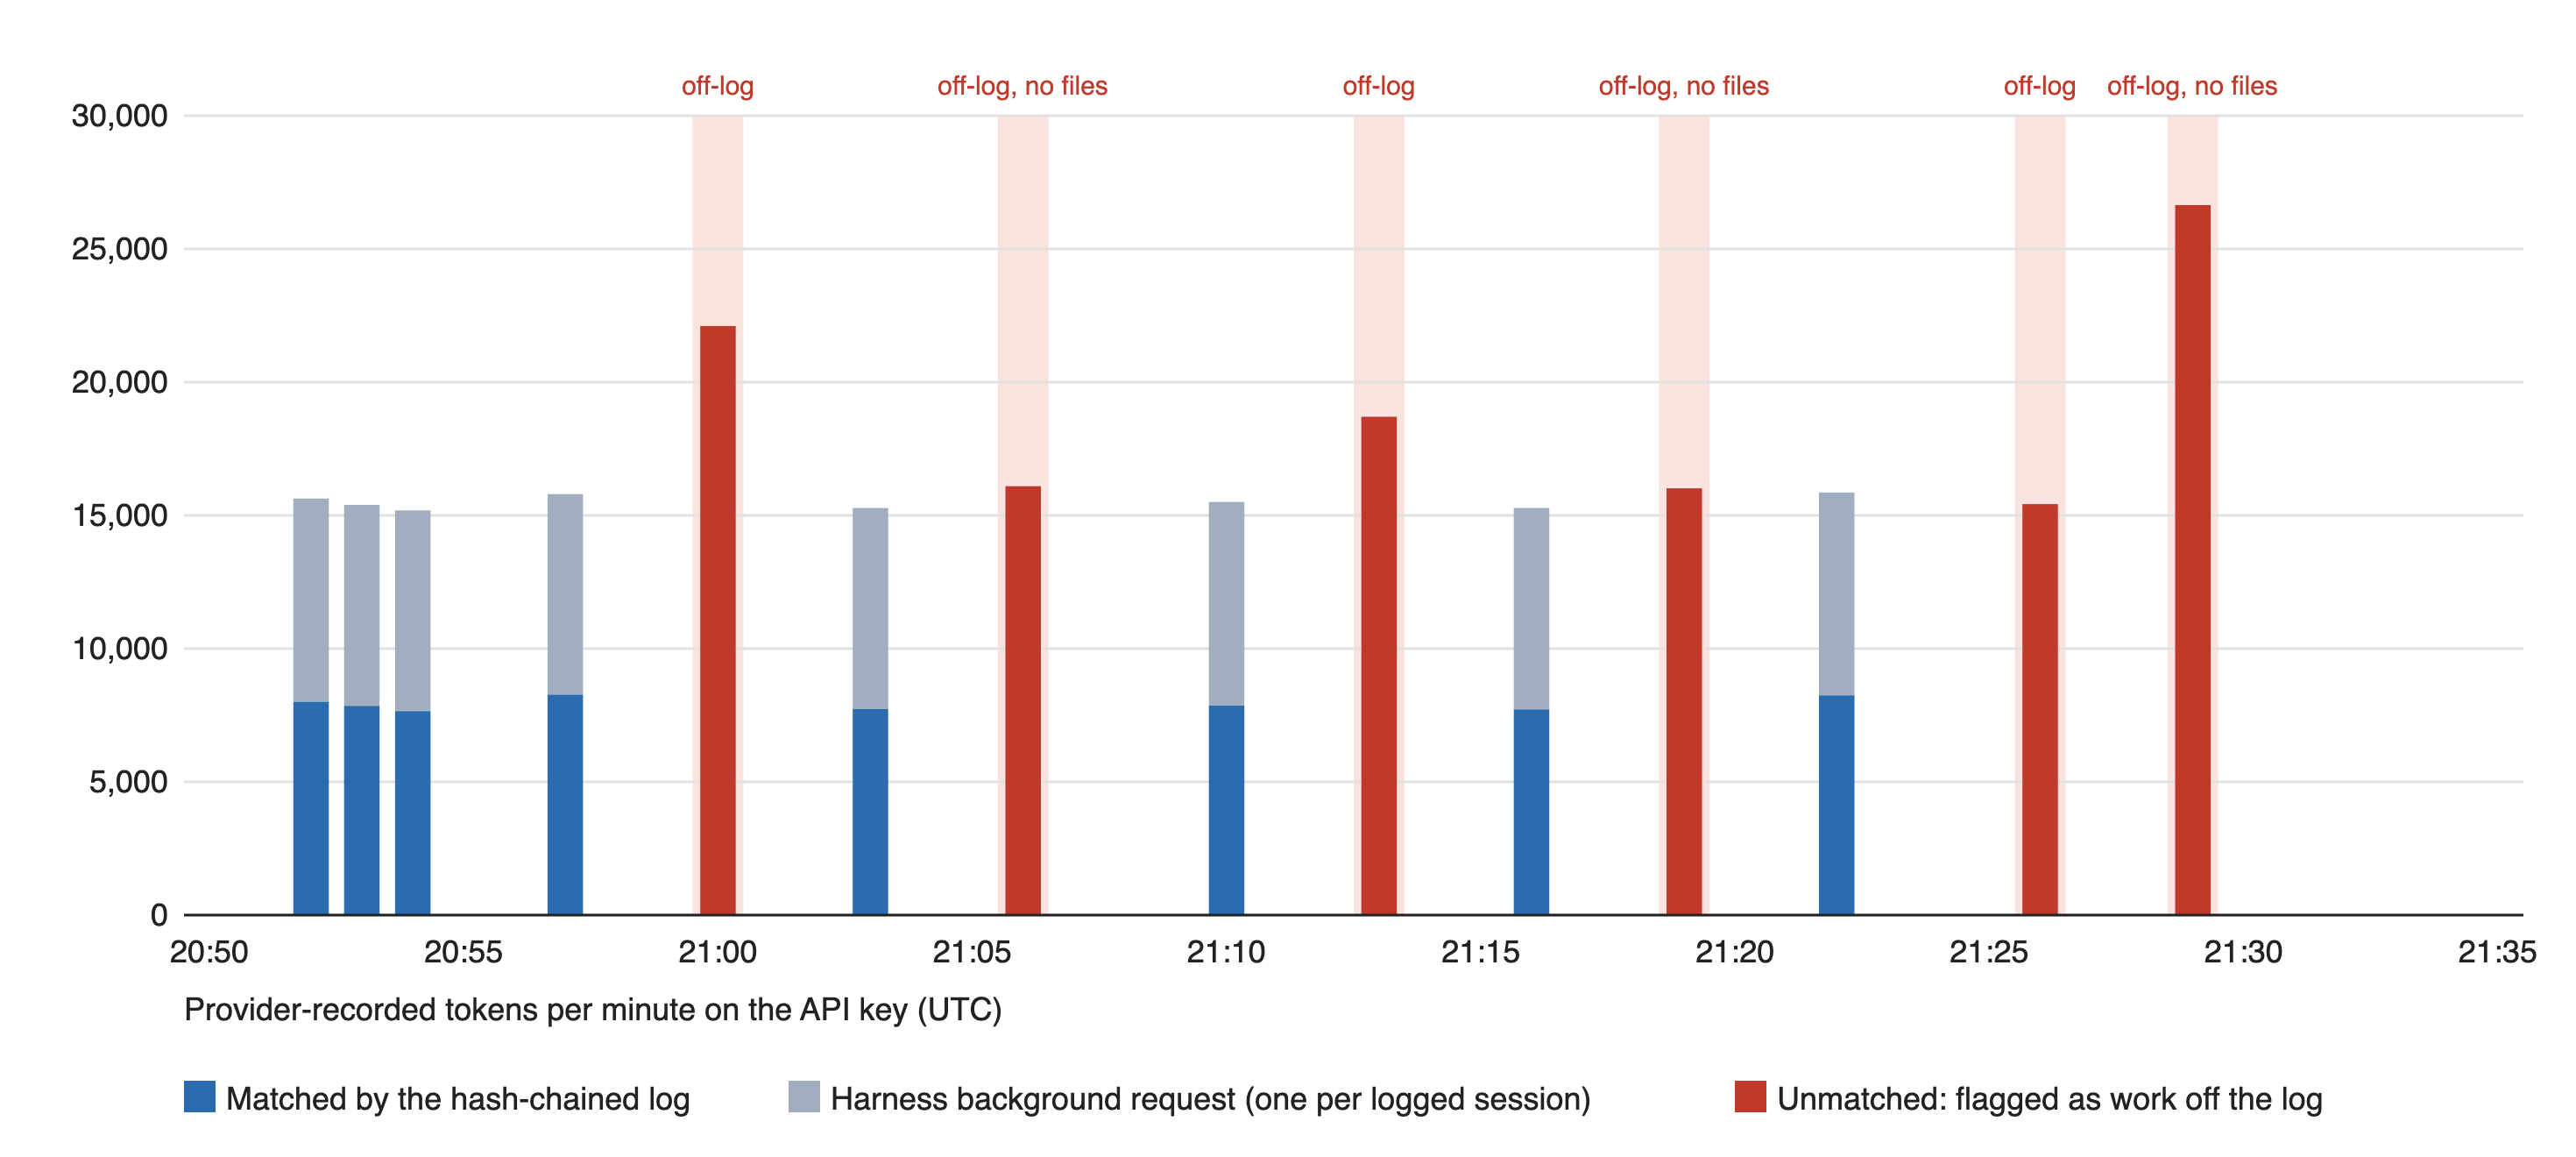 off-log off-log, no files off-log off-log, no files off-log off-log, no files
30,000
25,000
20,000
15,000
10,000
5,000
0
20:50 20:55 21:00 21:05 21:10 21:15 21:20 21:25 21:30 21:35
Provider-recorded tokens per minute on the API key (UTC)
Matched by the hash-chained log Harness background request (one per logged session) Unmatched: flagged as work off the log